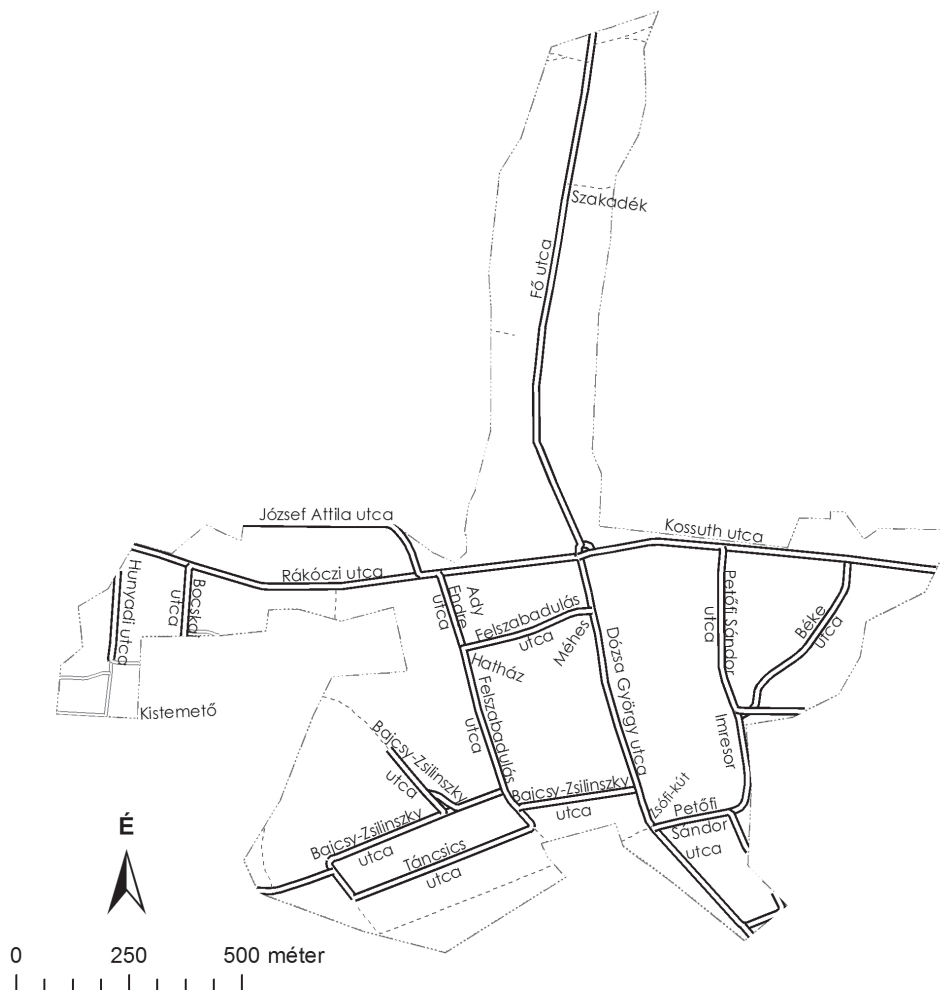 Szakadék
Fő utca
József Attila utca
Kossuth utca
Rákóczi utca
Hunyadi utca
Bocskai
utca
Ady
Endre
utca
Felszabadulás
utca
Méhes
Petőfi Sándor
utca
Béke
utca
Hatház
Dózsa György utca
Kistemető
Felszabadulás
utca
Imresor
Bajcsy-Zsilinszky
utca
Bajcsy-Zsilinszky
utca
Zsófi-kút
Petőfi
Sándor
utca
Bajcsy-Zsilinszky
utca
Táncsics
utca
É
0 250 500 méter